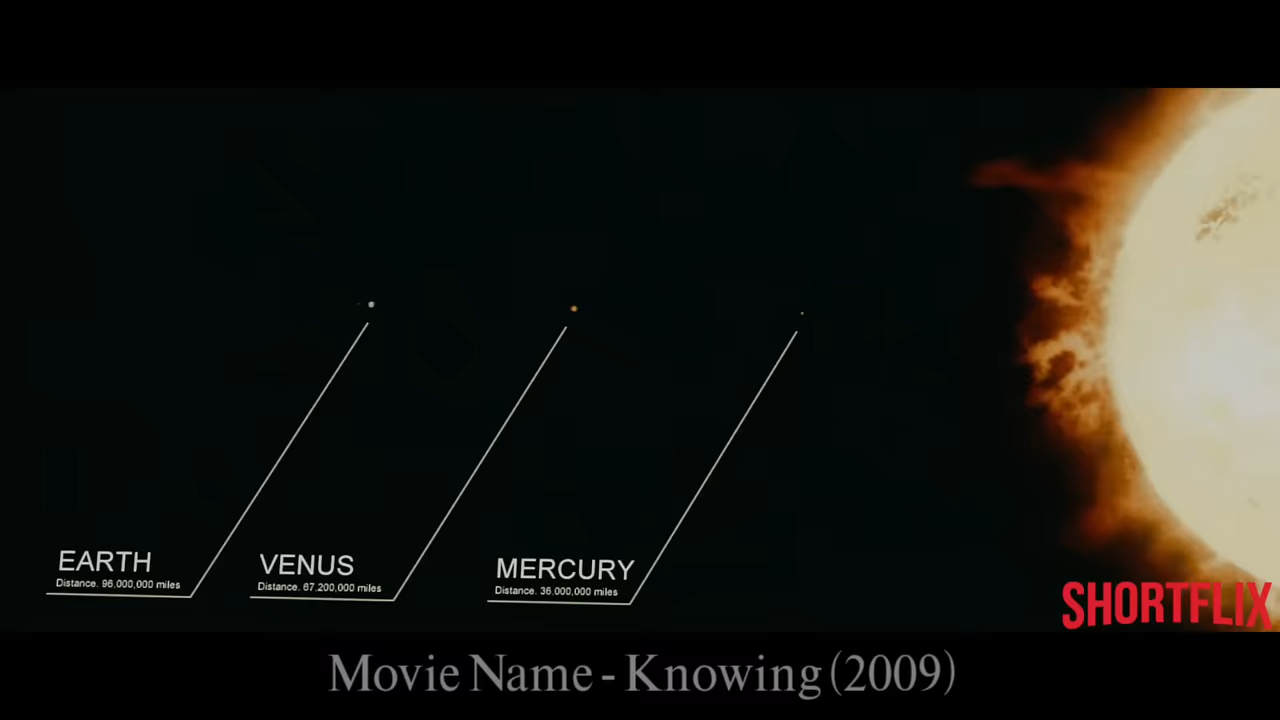 EARTH
Distance. 96,000,000 miles
VENUS
Distance. 67,200,000 miles
MERCURY
Distance. 36,000,000 miles
SHORTFLIX
Movie Name - Knowing (2009)